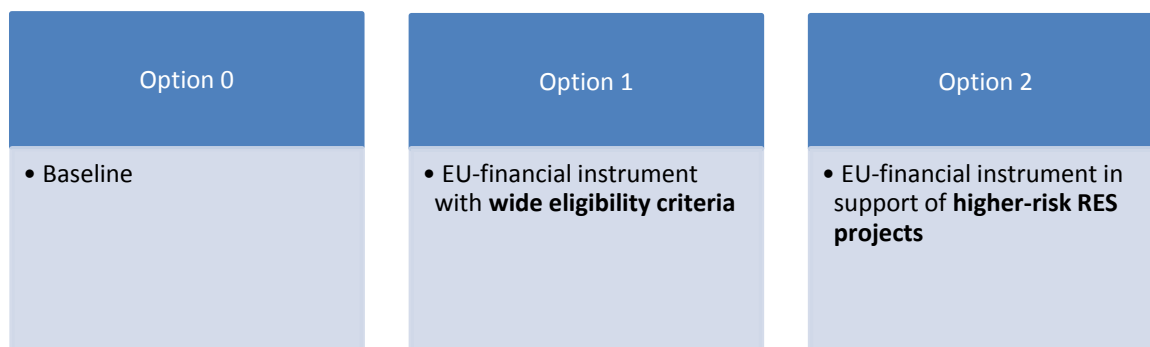 Option 0
• Baseline
Option 1
• EU-financial instrument
with wide eligibility criteria
Option 2
• EU-financial instrument in
support of higher-risk RES
projects